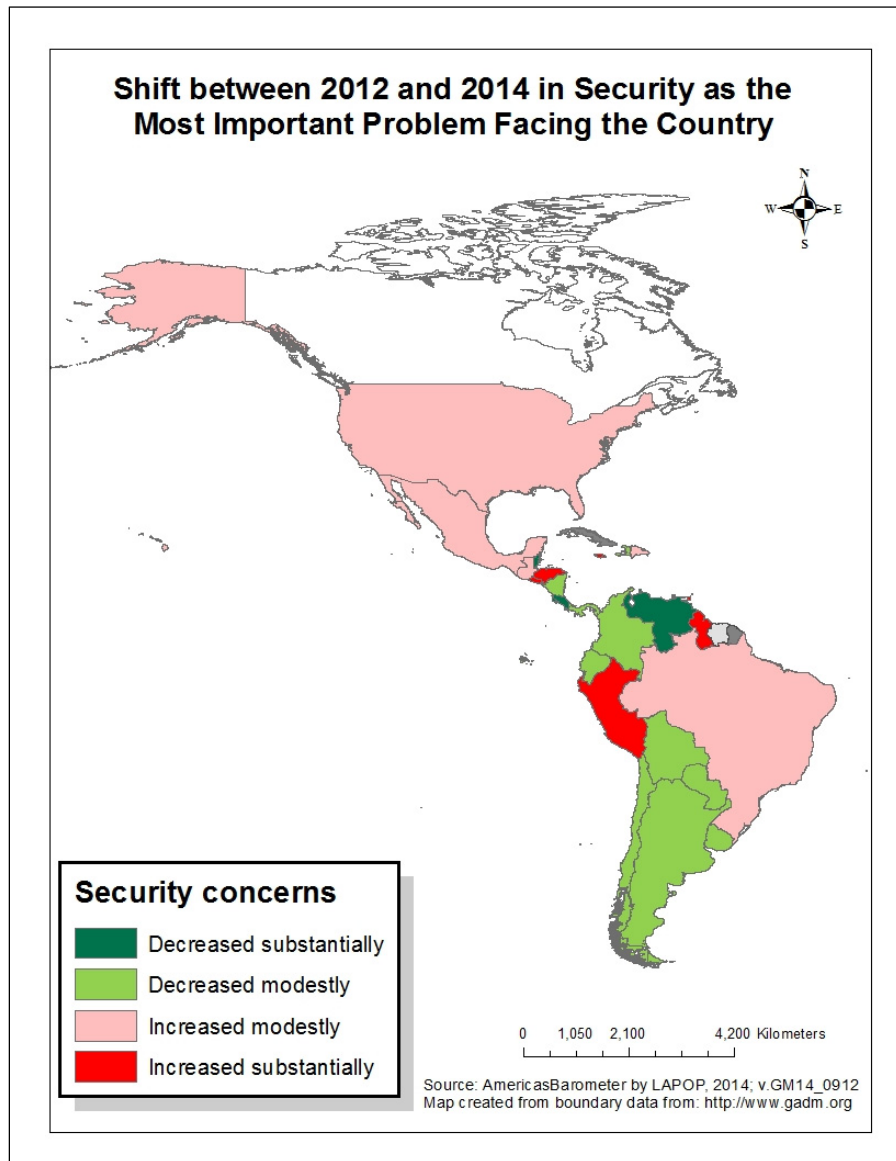 Shift between 2012 and 2014 in Security as the
Most Important Problem Facing the Country
N
W E
S
Security concerns
Decreased substantially
Decreased modestly
Increased modestly
Increased substantially
0 1,050 2,100 4,200 Kilometers
Source: AmericasBarometer by LAPOP, 2014; v.GM14_0912
Map created from boundary data from: http://www.gadm.org